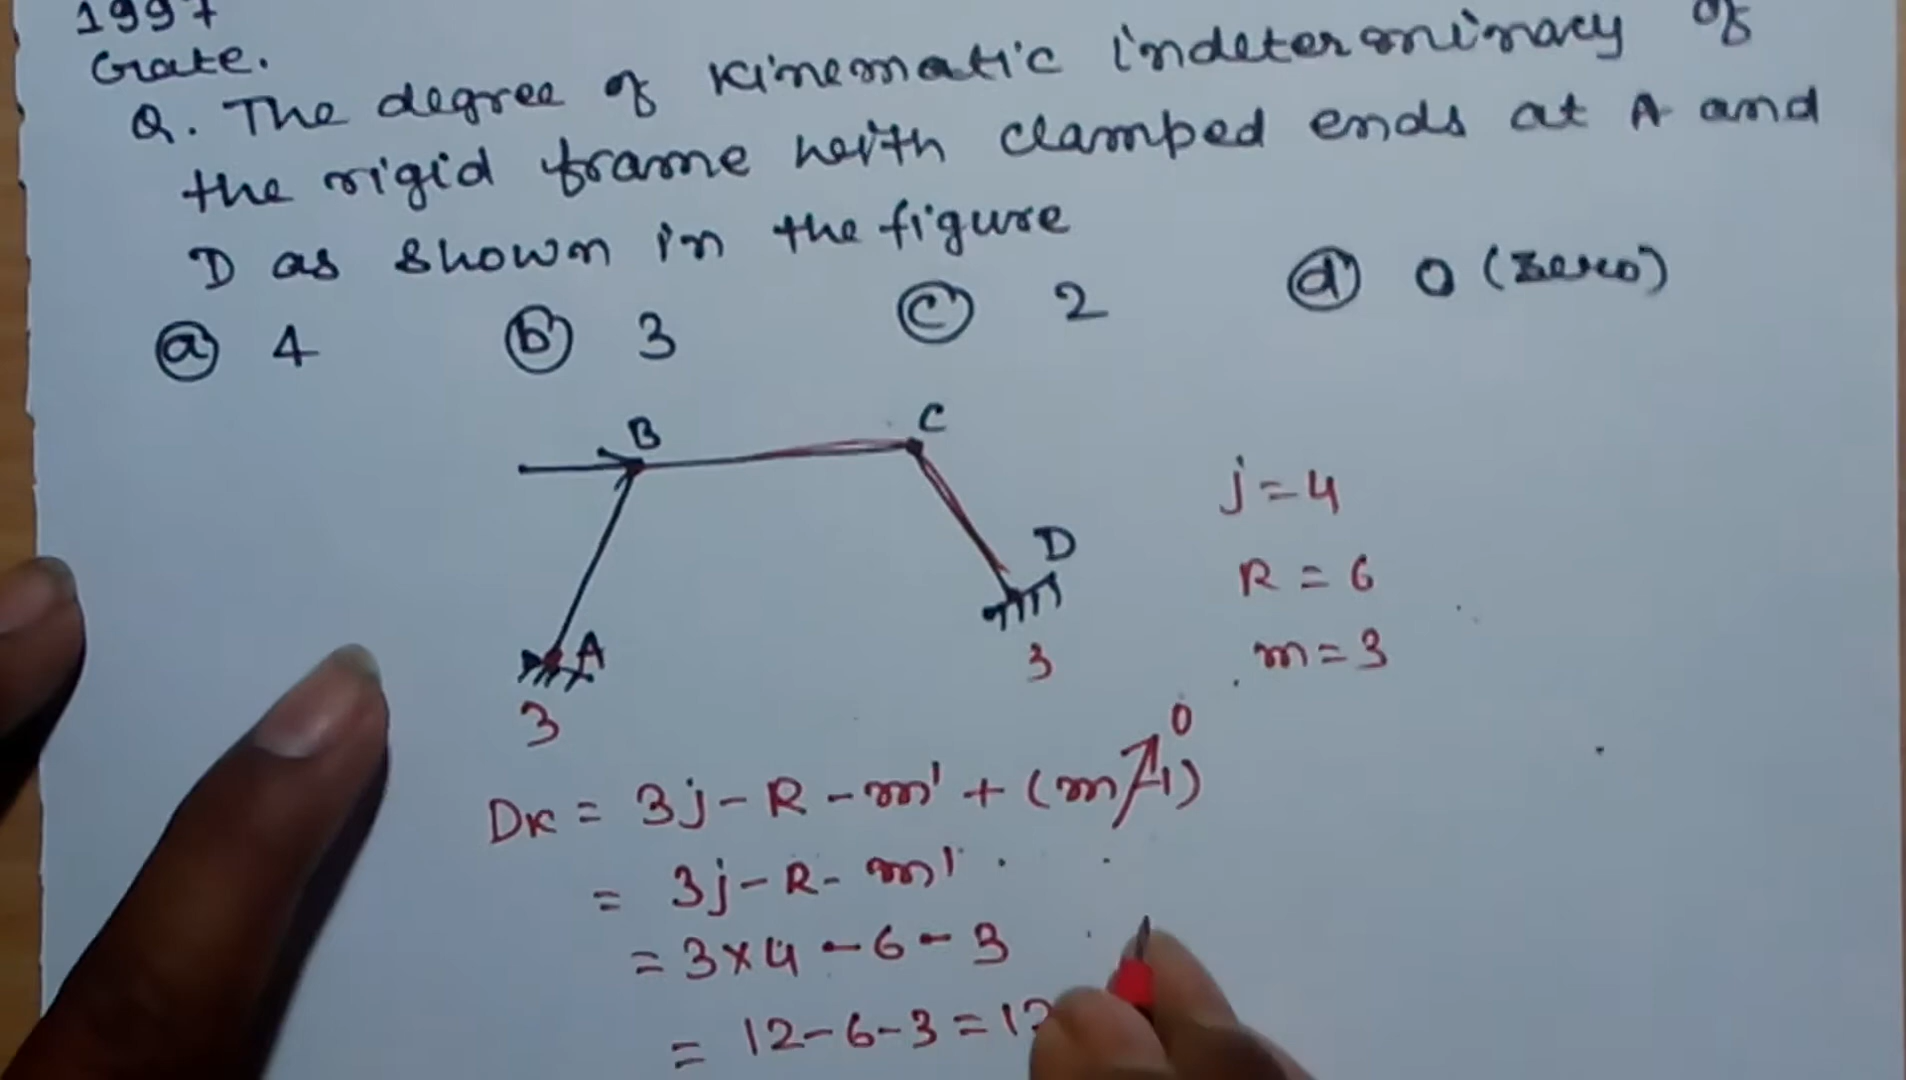 1997
Gate.
Q. The degree of Kinematic indeterminacy of
the rigid frame with clamped ends at A and
D as shown in the figure
ⓐ 4 ⓑ 3 ⓒ 2 ⓓ 0 (zero)
B
C
D
A
3
3
j = 4
R = 6
m = 3
Dk = 3j - R - m' + (m-1) 0
= 3j - R - m'
= 3x4 - 6 - 3
= 12 - 6 - 3 = 12